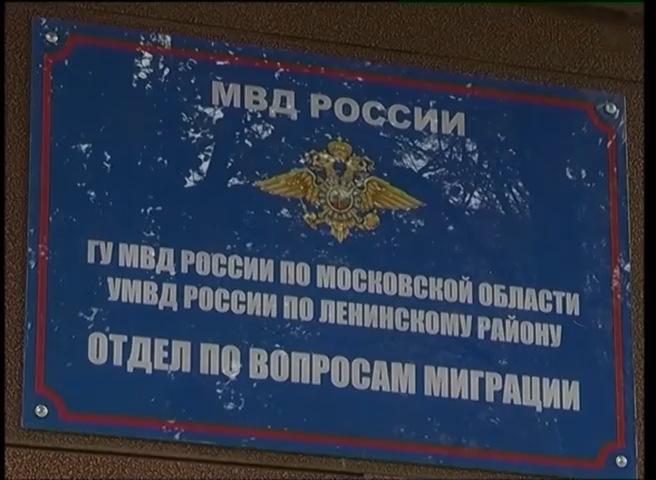 МВД РОССИИ
ГУ МВД РОССИИ ПО МОСКОВСКОЙ ОБЛАСТИ
УМВД РОССИИ ПО ЛЕНИНСКОМУ РАЙОНУ
ОТДЕЛ ПО ВОПРОСАМ МИГРАЦИИ